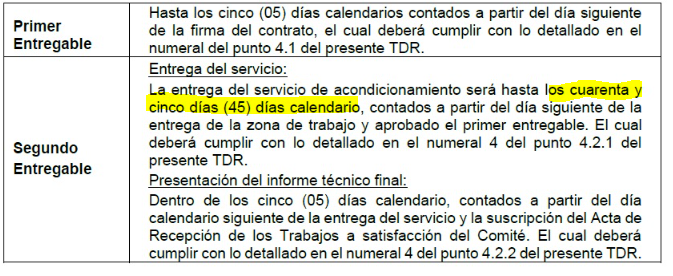 Primer
Entregable
Hasta los cinco (05) días calendarios contados a partir del día siguiente
de la firma del contrato, el cual deberá cumplir con lo detallado en el
numeral del punto 4.1 del presente TDR.
Segundo
Entregable
Entrega del servicio:
La entrega del servicio de acondicionamiento será hasta los cuarenta y
cinco días (45) días calendario, contados a partir del día siguiente de la
entrega de la zona de trabajo y aprobado el primer entregable. El cual
deberá cumplir con lo detallado en el numeral 4 del punto 4.2.1 del
presente TDR.
Presentación del informe técnico final:
Dentro de los cinco (05) días calendario, contados a partir del día
calendario siguiente de la entrega del servicio y la suscripción del Acta de
Recepción de los Trabajos a satisfacción del Comité. El cual deberá
cumplir con lo detallado en el numeral 4 del punto 4.2.2 del presente TDR.